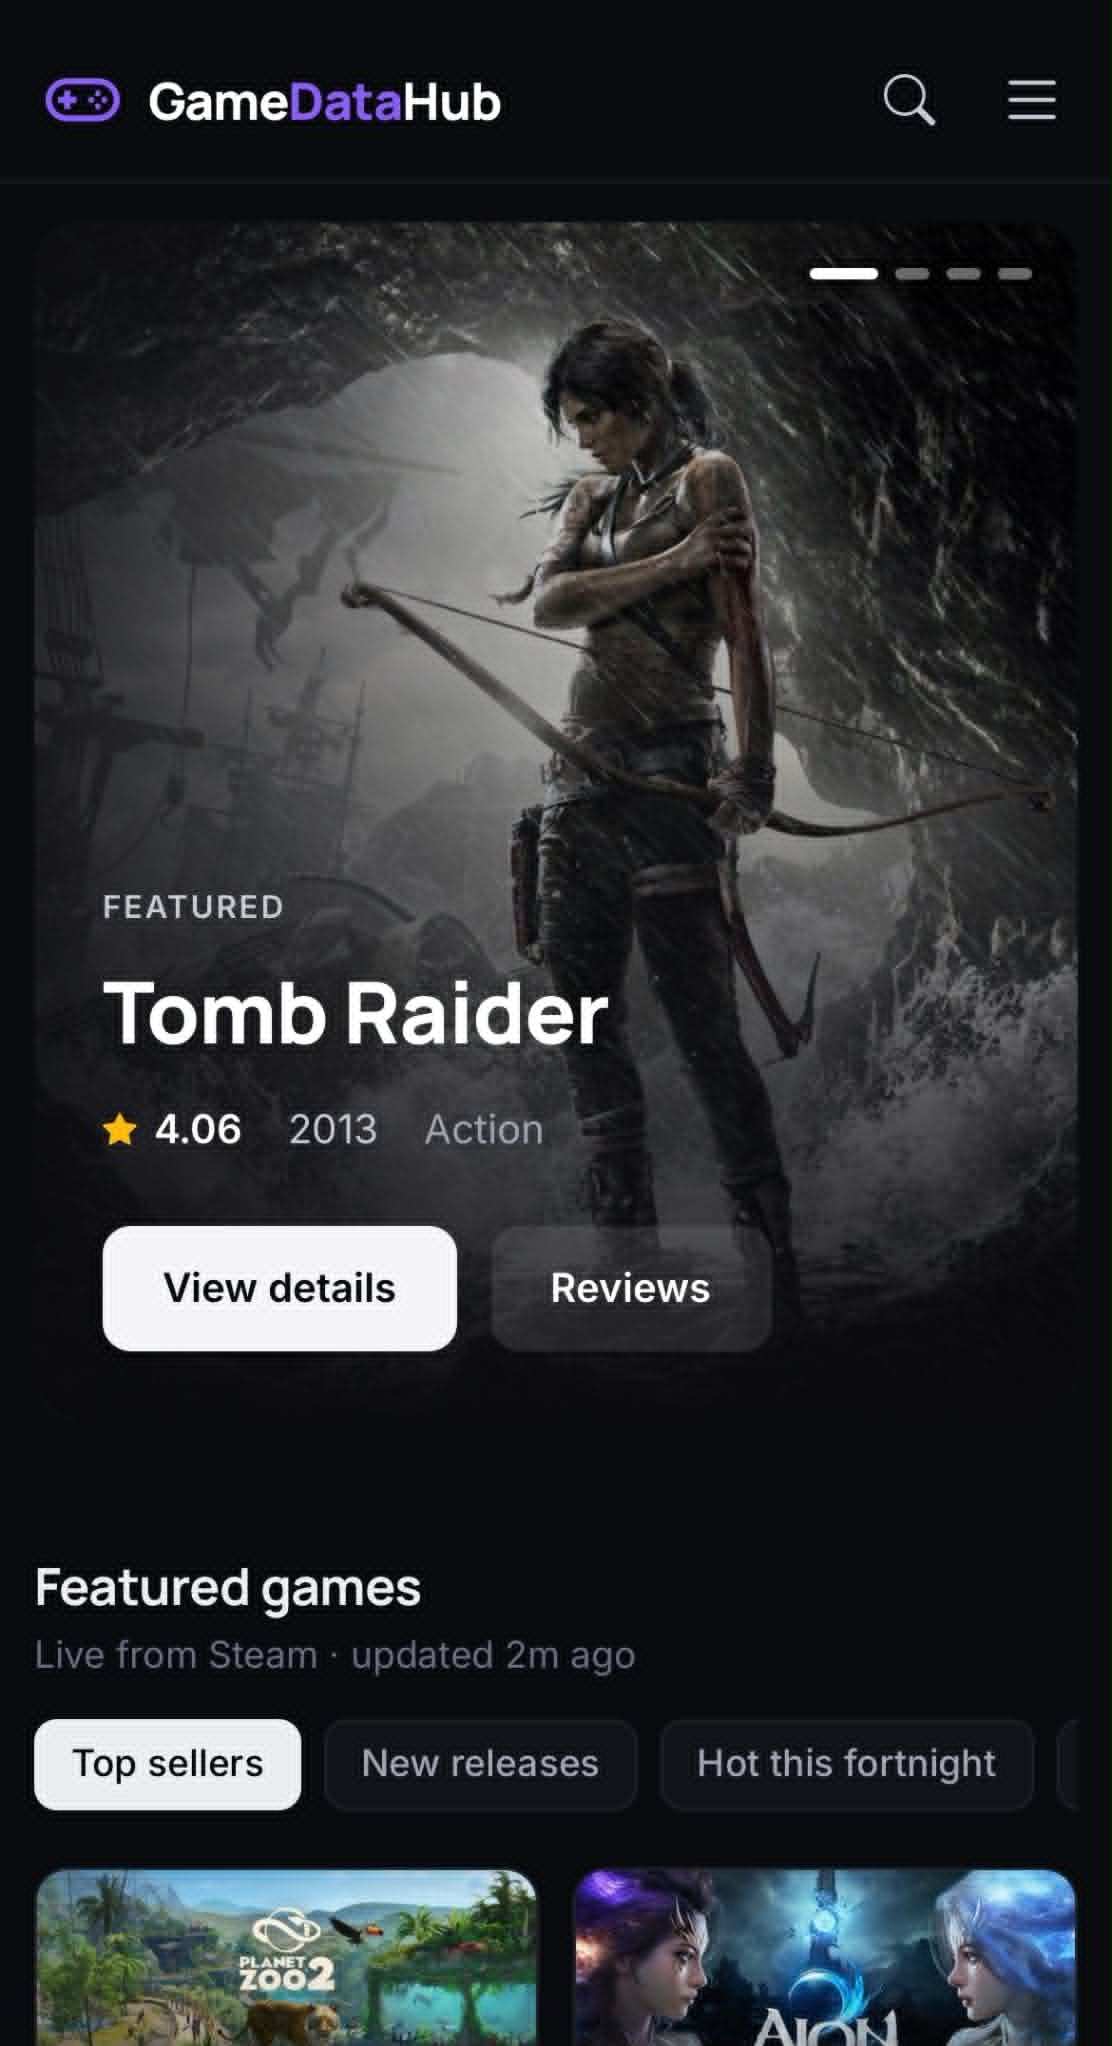 GameDataHub
FEATURED
Tomb Raider
4.06 2013 Action
View details Reviews
Featured games
Live from Steam · updated 2m ago
Top sellers New releases Hot this fortnight
PLANET
ZOO2
AION